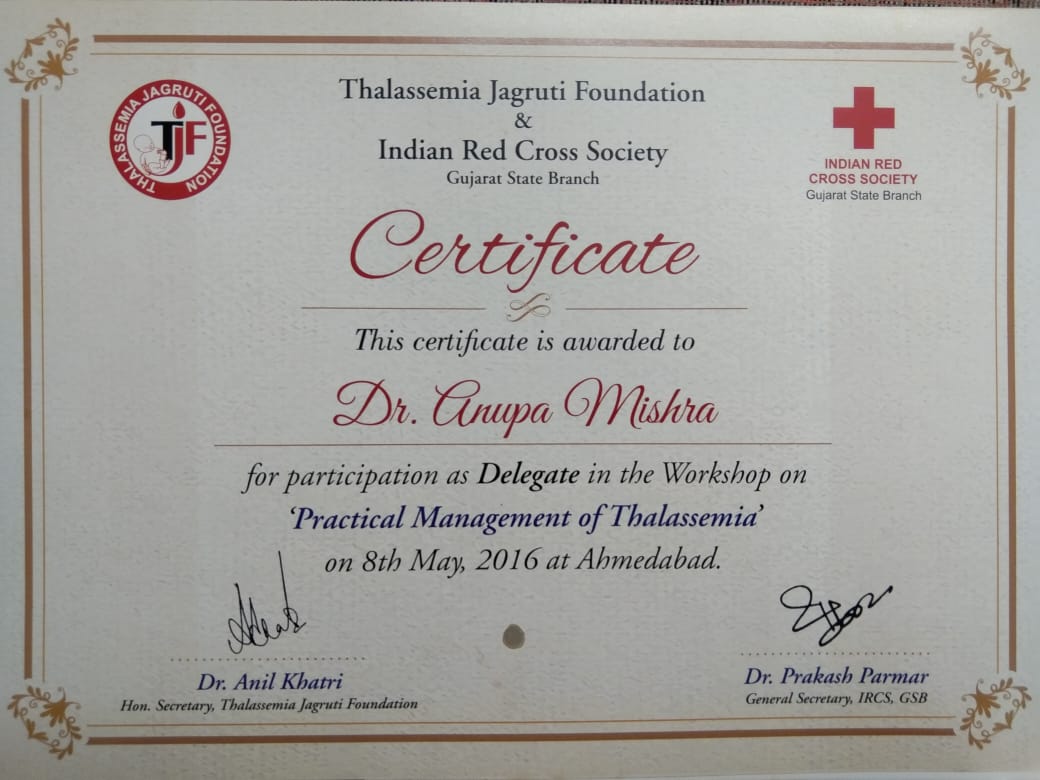 THALASSEMIA JAGRUTI FOUNDATION
TJF
Thalassemia Jagruti Foundation
&
Indian Red Cross Society
Gujarat State Branch
INDIAN RED
CROSS SOCIETY
Gujarat State Branch
Certificate
This certificate is awarded to
Dr. Anupa Mishra
for participation as Delegate in the Workshop on
‘Practical Management of Thalassemia’
on 8th May, 2016 at Ahmedabad.
Dr. Anil Khatri
Hon. Secretary, Thalassemia Jagruti Foundation
Dr. Prakash Parmar
General Secretary, IRCS, GSB